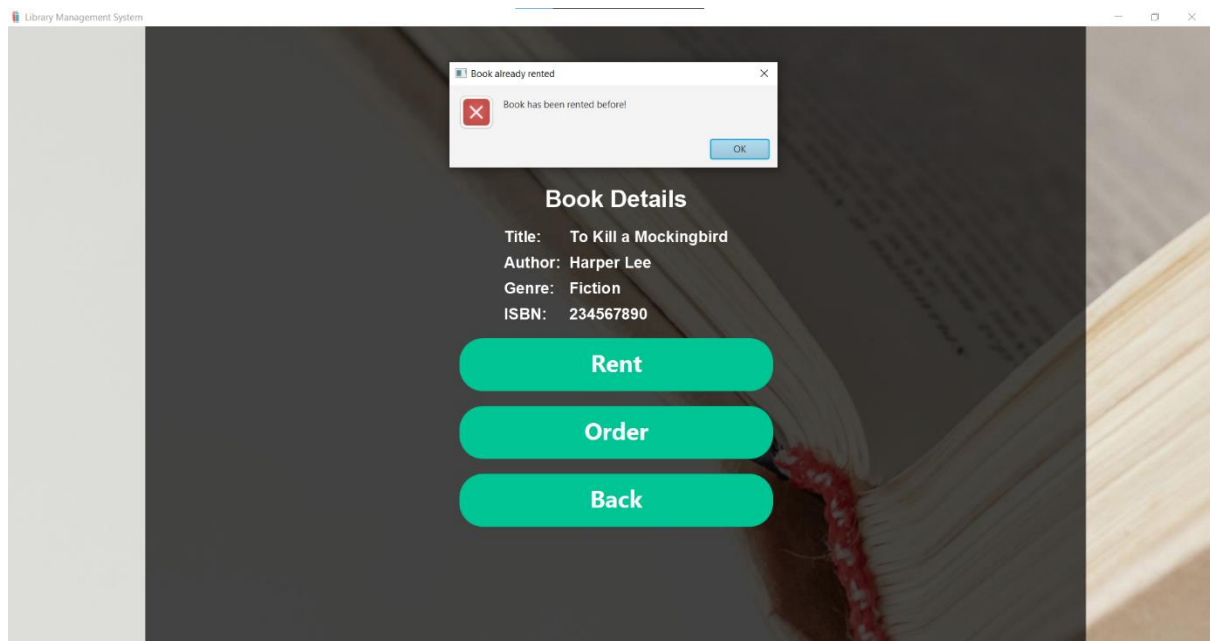 Library Management System
Book already rented
Book has been rented before!
OK
Book Details
Title: To Kill a Mockingbird
Author: Harper Lee
Genre: Fiction
ISBN: 234567890
Rent
Order
Back